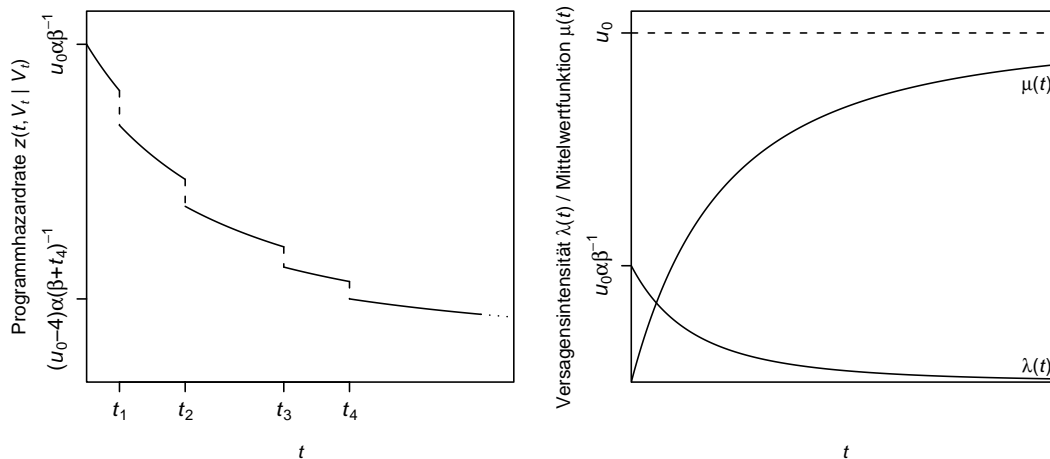 Programmhazardrate z(t, Vₜ | Vₜ)
u₀αβ⁻¹
(u₀−4)α(β+t₄)⁻¹
t₁ t₂ t₃ t₄
t
Versagensintensität λ(t) / Mittelwertfunktion μ(t)
u₀
u₀αβ⁻¹
μ(t)
λ(t)
t